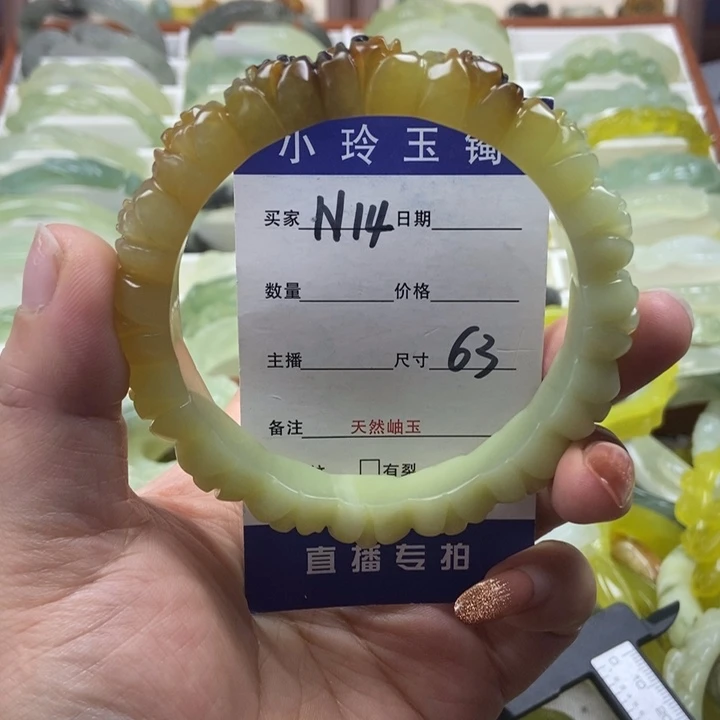 小玲玉镯
买家 N14 日期
数量 价格
主播 尺寸 63
备注 天然岫玉
□有裂
直播专拍